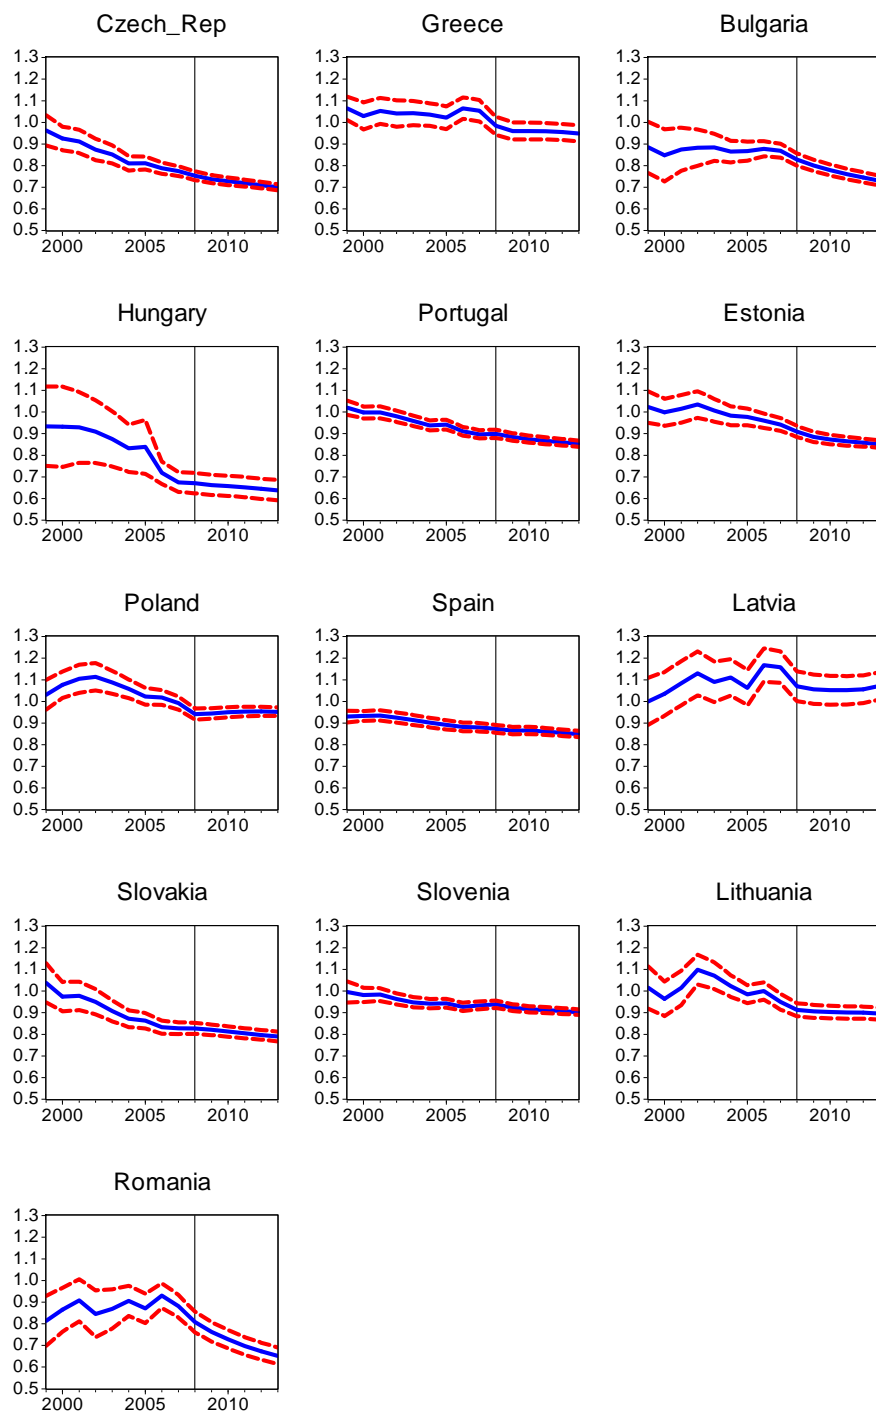 Czech_Rep Greece Bulgaria
1.3 1.3 1.3
1.2 1.2 1.2
1.1 1.1 1.1
1.0 1.0 1.0
0.9 0.9 0.9
0.8 0.8 0.8
0.7 0.7 0.7
0.6 0.6 0.6
0.5 0.5 0.5
2000 2005 2010 2000 2005 2010 2000 2005 2010
Hungary Portugal Estonia
1.3 1.3 1.3
1.2 1.2 1.2
1.1 1.1 1.1
1.0 1.0 1.0
0.9 0.9 0.9
0.8 0.8 0.8
0.7 0.7 0.7
0.6 0.6 0.6
0.5 0.5 0.5
2000 2005 2010 2000 2005 2010 2000 2005 2010
Poland Spain Latvia
1.3 1.3 1.3
1.2 1.2 1.2
1.1 1.1 1.1
1.0 1.0 1.0
0.9 0.9 0.9
0.8 0.8 0.8
0.7 0.7 0.7
0.6 0.6 0.6
0.5 0.5 0.5
2000 2005 2010 2000 2005 2010 2000 2005 2010
Slovakia Slovenia Lithuania
1.3 1.3 1.3
1.2 1.2 1.2
1.1 1.1 1.1
1.0 1.0 1.0
0.9 0.9 0.9
0.8 0.8 0.8
0.7 0.7 0.7
0.6 0.6 0.6
0.5 0.5 0.5
2000 2005 2010 2000 2005 2010 2000 2005 2010
Romania
1.3
1.2
1.1
1.0
0.9
0.8
0.7
0.6
0.5
2000 2005 2010